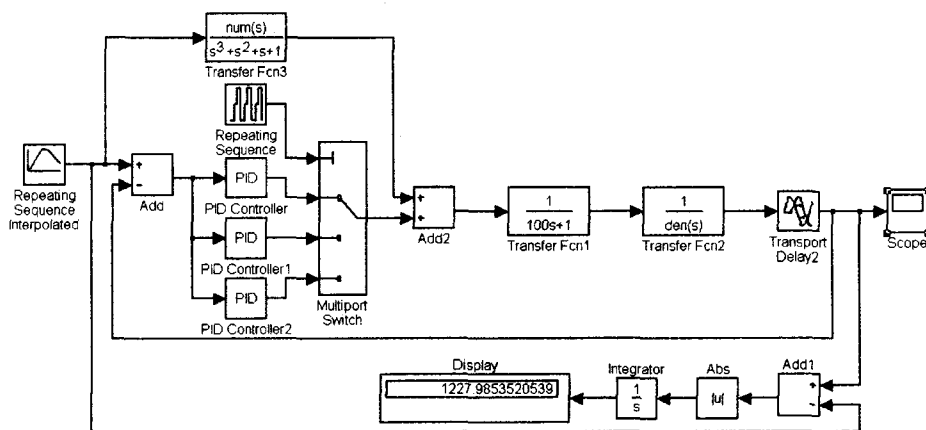 num(s)
s³+s²+s+1
Transfer Fcn3
Repeating
Sequence
Repeating
Sequence
Interpolated
+
-
Add
PID
PID Controller
PID
PID Controller1
PID
PID Controller2
Multiport
Switch
+
+
Add2
1
100s+1
Transfer Fcn1
1
den(s)
Transfer Fcn2
Transport
Delay2
Scope
Display
1227.9853520539
Integrator
1
s
Abs
|u|
Add1
+
-